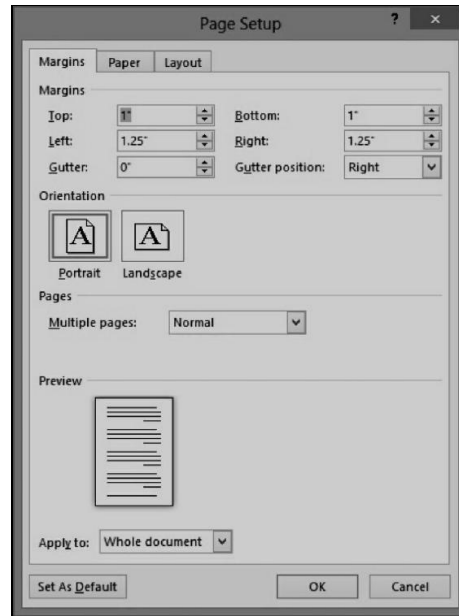 Page Setup ? ×
Margins Paper Layout
Margins
Top: 1" Bottom: 1"
Left: 1.25" Right: 1.25"
Gutter: 0" Gutter position: Right
Orientation
A A
Portrait Landscape
Pages
Multiple pages: Normal
Preview
Apply to: Whole document
Set As Default OK Cancel